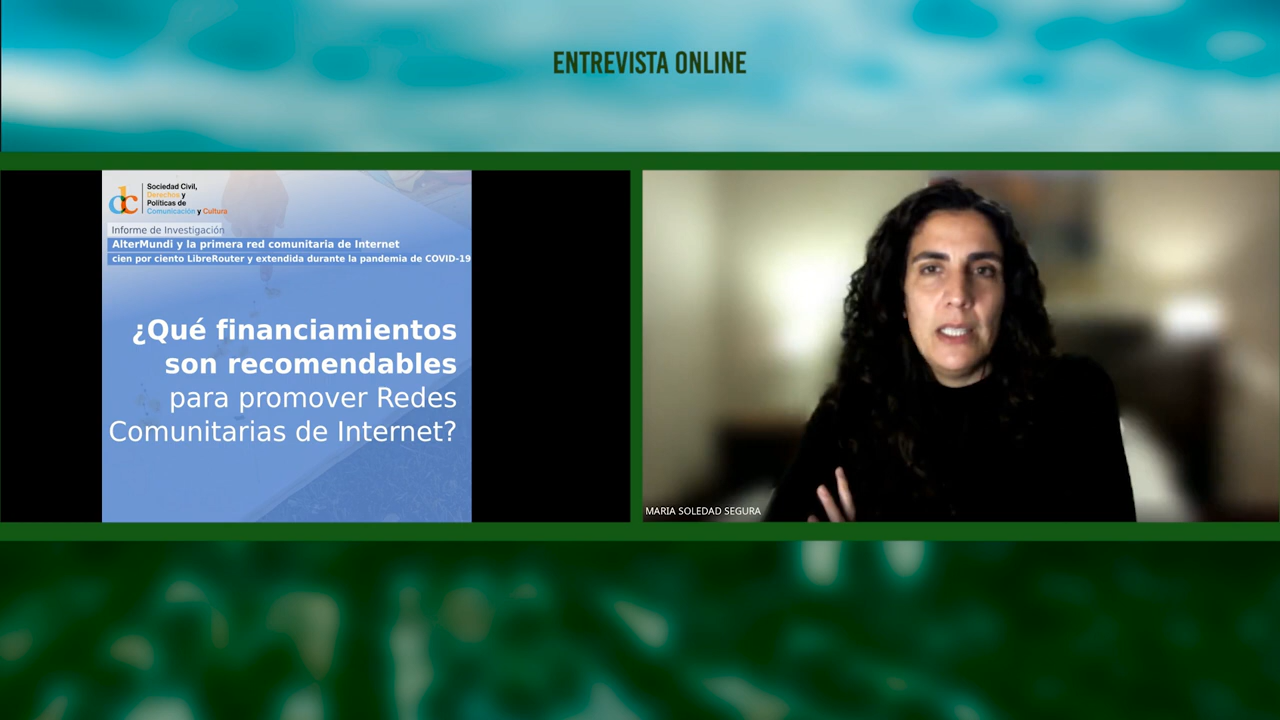 ENTREVISTA ONLINE
dc
Sociedad Civil,
Derechos y
Políticas de
Comunicación y Cultura
Informe de Investigación
AlterMundi y la primera red comunitaria de Internet
cien por ciento LibreRouter y extendida durante la pandemia de COVID-19
¿Qué financiamientos
son recomendables
para promover Redes
Comunitarias de Internet?
MARIA SOLEDAD SEGURA